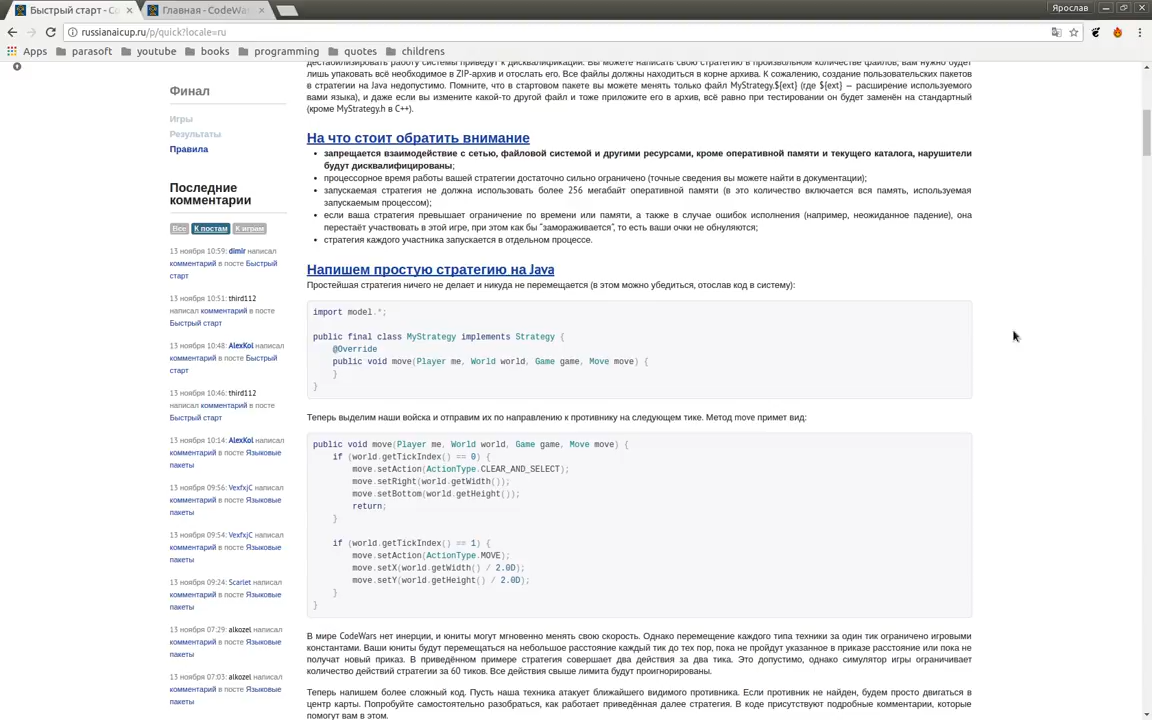 Быстрый старт - Co
Главная - CodeWars
Ярослав
russianaicup.ru/p/quick?locale=ru
Apps parasoft youtube books programming quotes childrens
Финал
Игры
Результаты
Правила
Последние
комментарии
Все К постам К играм
13 ноября 10:59: dimir написал
комментарий в посте Быстрый
старт
13 ноября 10:51: third112
написал комментарий в посте
Быстрый старт
13 ноября 10:48: AlexKol написал
комментарий в посте Быстрый
старт
13 ноября 10:46: third112
написал комментарий в посте
Быстрый старт
13 ноября 10:14: AlexKol написал
комментарий в посте Языковые
пакеты
13 ноября 09:56: VexfxjC написал
комментарий в посте Языковые
пакеты
13 ноября 09:54: VexfxjC написал
комментарий в посте Языковые
пакеты
13 ноября 09:24: Scarlet написал
комментарий в посте Языковые
пакеты
13 ноября 07:29: alkozel написал
комментарий в посте Языковые
пакеты
13 ноября 07:03: alkozel написал
комментарий в посте Языковые
пакеты
дестабилизировать работу системы приведут к дисквалификации. Вы можете написать свою стратегию в произвольном количестве файлов, вам нужно будет
лишь упаковать всё необходимое в ZIP-архив и отослать его. Все файлы должны находиться в корне архива. К сожалению, создание пользовательских пакетов
в стратегии на Java недопустимо. Помните, что в стартовом пакете вы можете менять только файл MyStrategy.${ext} (где ${ext} — расширение используемого
вами языка), и даже если вы измените какой-то другой файл и тоже приложите его в архив, всё равно при тестировании он будет заменён на стандартный
(кроме MyStrategy.h в C++).
На что стоит обратить внимание
• запрещается взаимодействие с сетью, файловой системой и другими ресурсами, кроме оперативной памяти и текущего каталога, нарушители
будут дисквалифицированы;
• процессорное время работы вашей стратегии достаточно сильно ограничено (точные сведения вы можете найти в документации);
• запускаемая стратегия не должна использовать более 256 мегабайт оперативной памяти (в это количество включается вся память, используемая
запускаемым процессом);
• если ваша стратегия превышает ограничение по времени или памяти, а также в случае ошибок исполнения (например, неожиданное падение), она
перестаёт участвовать в этой игре, при этом как бы "замораживается", то есть ваши очки не обнуляются;
• стратегия каждого участника запускается в отдельном процессе.
Напишем простую стратегию на Java
Простейшая стратегия ничего не делает и никуда не перемещается (в этом можно убедиться, отослав код в систему):
import model.*;
public final class MyStrategy implements Strategy {
@Override
public void move(Player me, World world, Game game, Move move) {
}
}
Теперь выделим наши войска и отправим их по направлению к противнику на следующем тике. Метод move примет вид:
public void move(Player me, World world, Game game, Move move) {
if (world.getTickIndex() == 0) {
move.setAction(ActionType.CLEAR_AND_SELECT);
move.setRight(world.getWidth());
move.setBottom(world.getHeight());
return;
}
if (world.getTickIndex() == 1) {
move.setAction(ActionType.MOVE);
move.setX(world.getWidth() / 2.0D);
move.setY(world.getHeight() / 2.0D);
}
}
В мире CodeWars нет инерции, и юниты могут мгновенно менять свою скорость. Однако перемещение каждого типа техники за один тик ограничено игровыми
константами. Ваши юниты будут перемещаться на небольшое расстояние каждый тик до тех пор, пока не пройдут указанное в приказе расстояние или пока не
получат новый приказ. В приведённом примере стратегия совершает два действия за два тика. Это допустимо, однако симулятор игры ограничивает
количество действий стратегии за 60 тиков. Все действия свыше лимита будут проигнорированы.
Теперь напишем более сложный код. Пусть наша техника атакует ближайшего видимого противника. Если противник не найден, будем просто двигаться в
центр карты. Попробуйте самостоятельно разобраться, как работает приведённая далее стратегия. В коде присутствуют подробные комментарии, которые
помогут вам в этом.